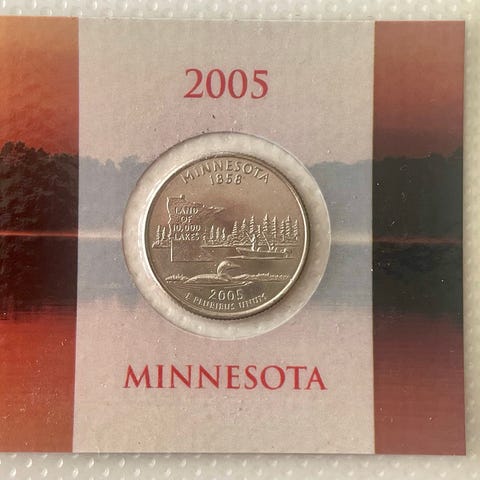 2005
MINNESOTA
1858
LAND
OF
10,000
LAKES
2005
E PLURIBUS UNUM
MINNESOTA